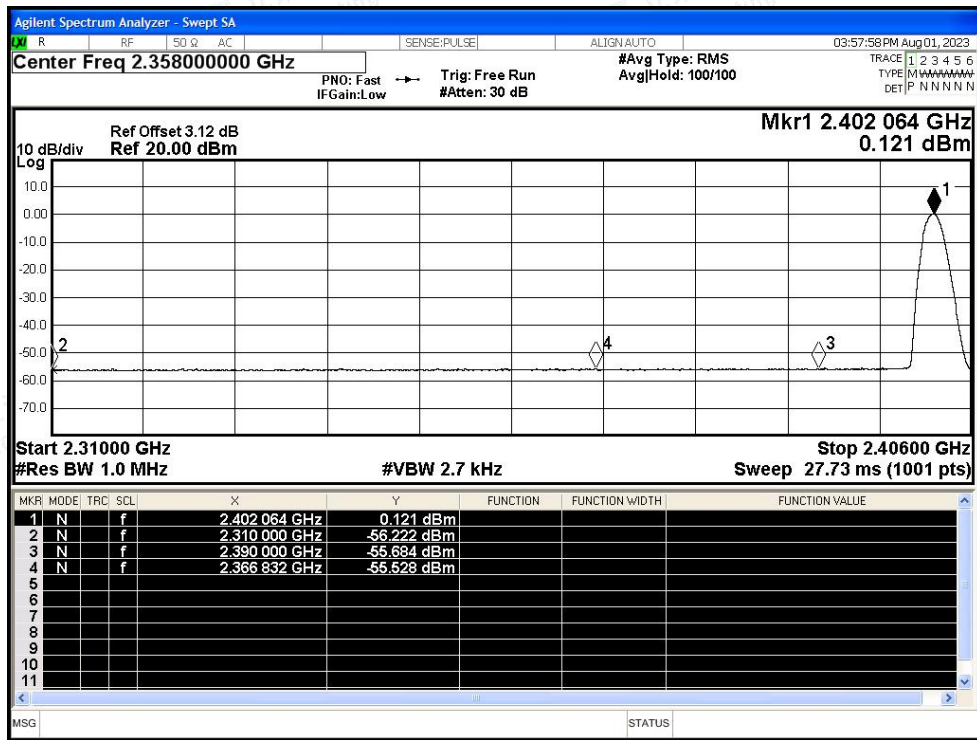 Agilent Spectrum Analyzer - Swept SA
LXI R RF 50 Ω AC SENSE:PULSE ALIGN AUTO 03:57:58 PM Aug 01, 2023
Center Freq 2.358000000 GHz
PNO: Fast
IFGain:Low
Trig: Free Run
#Atten: 30 dB
#Avg Type: RMS
Avg|Hold: 100/100
TRACE 1 2 3 4 5 6
TYPE M W W W W W
DET P N N N N N
Ref Offset 3.12 dB
Ref 20.00 dBm
10 dB/div
Log
Mkr1 2.402 064 GHz
0.121 dBm
10.0
0.00
-10.0
-20.0
-30.0
-40.0
-50.0
-60.0
-70.0
1
2
4
3
Start 2.31000 GHz
Stop 2.40600 GHz
#Res BW 1.0 MHz
#VBW 2.7 kHz
Sweep 27.73 ms (1001 pts)
MKR MODE TRC SCL X Y FUNCTION FUNCTION WIDTH FUNCTION VALUE
1 N f 2.402 064 GHz 0.121 dBm
2 N f 2.310 000 GHz -56.222 dBm
3 N f 2.390 000 GHz -55.684 dBm
4 N f 2.366 832 GHz -55.528 dBm
5
6
7
8
9
10
11
MSG
STATUS